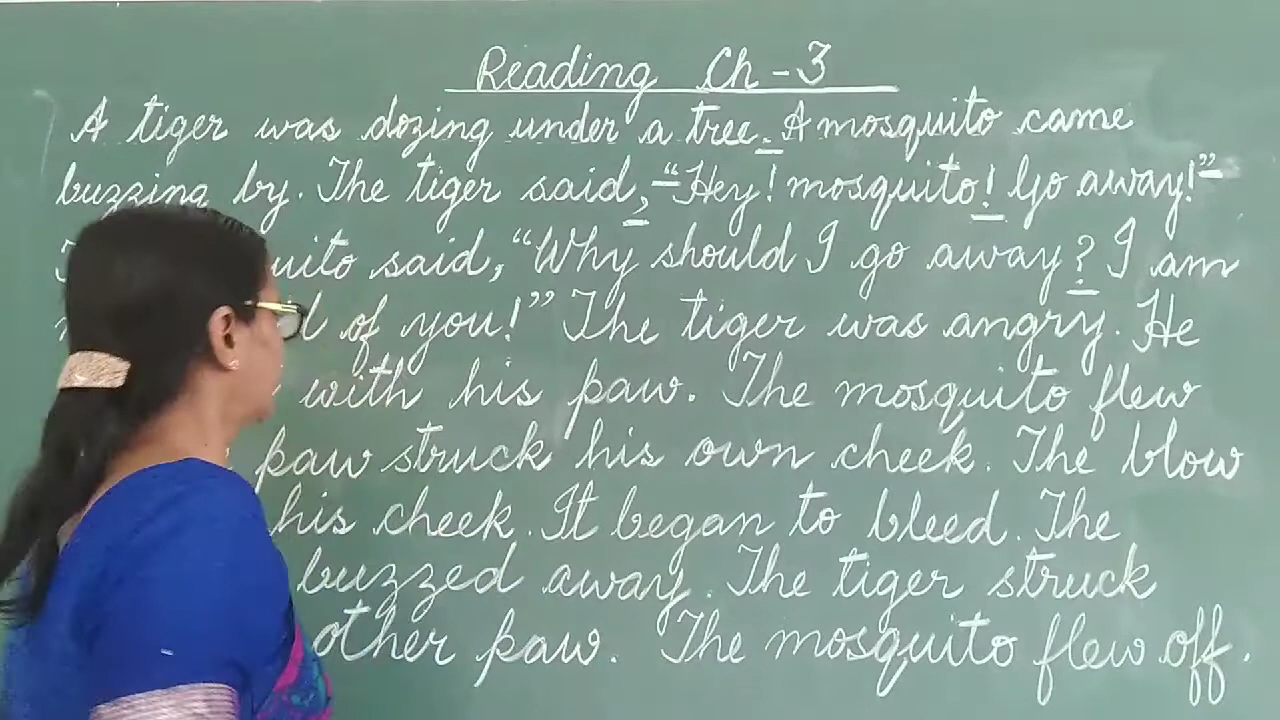 Reading Ch - 3
A tiger was dozing under a tree. A mosquito came
buzzing by. The tiger said, "Hey! mosquito! Go away!"
said, "Why should I go away? I am
of you!" The tiger was angry. He
with his paw. The mosquito flew
paw struck his own cheek. The blow
his cheek. It began to bleed. The
buzzed away. The tiger struck
other paw. The mosquito flew off.